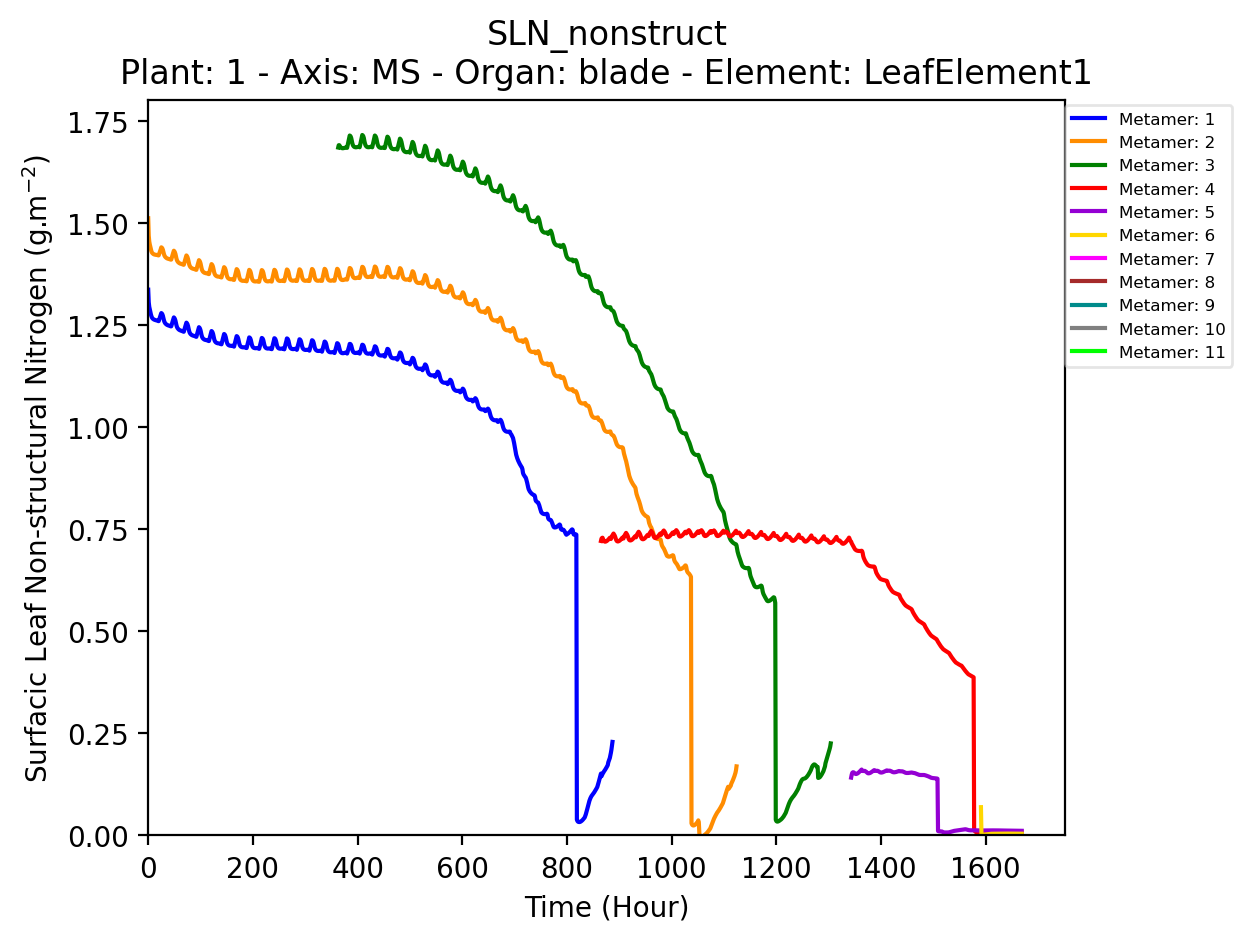 SLN_nonstruct
Plant: 1 - Axis: MS - Organ: blade - Element: LeafElement1
Surfacic Leaf Non-structural Nitrogen (g.m⁻²)
1.75
1.50
1.25
1.00
0.75
0.50
0.25
0.00
0 200 400 600 800 1000 1200 1400 1600
Time (Hour)
Metamer: 1
Metamer: 2
Metamer: 3
Metamer: 4
Metamer: 5
Metamer: 6
Metamer: 7
Metamer: 8
Metamer: 9
Metamer: 10
Metamer: 11